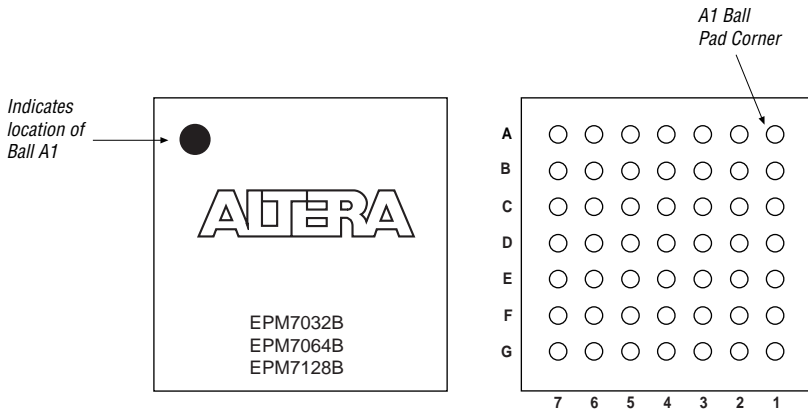 A1 Ball
Pad Corner
Indicates
location of
Ball A1
ALTERA
EPM7032B
EPM7064B
EPM7128B
A
B
C
D
E
F
G
7 6 5 4 3 2 1